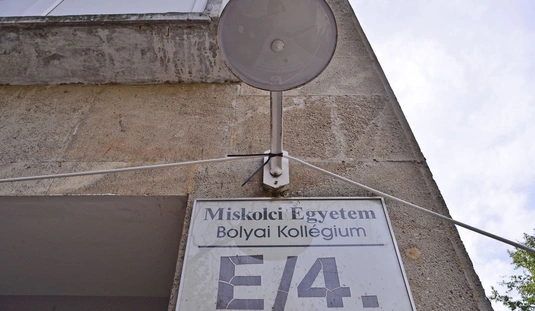 Miskolci Egyetem
Bolyai Kollégium
E/4.